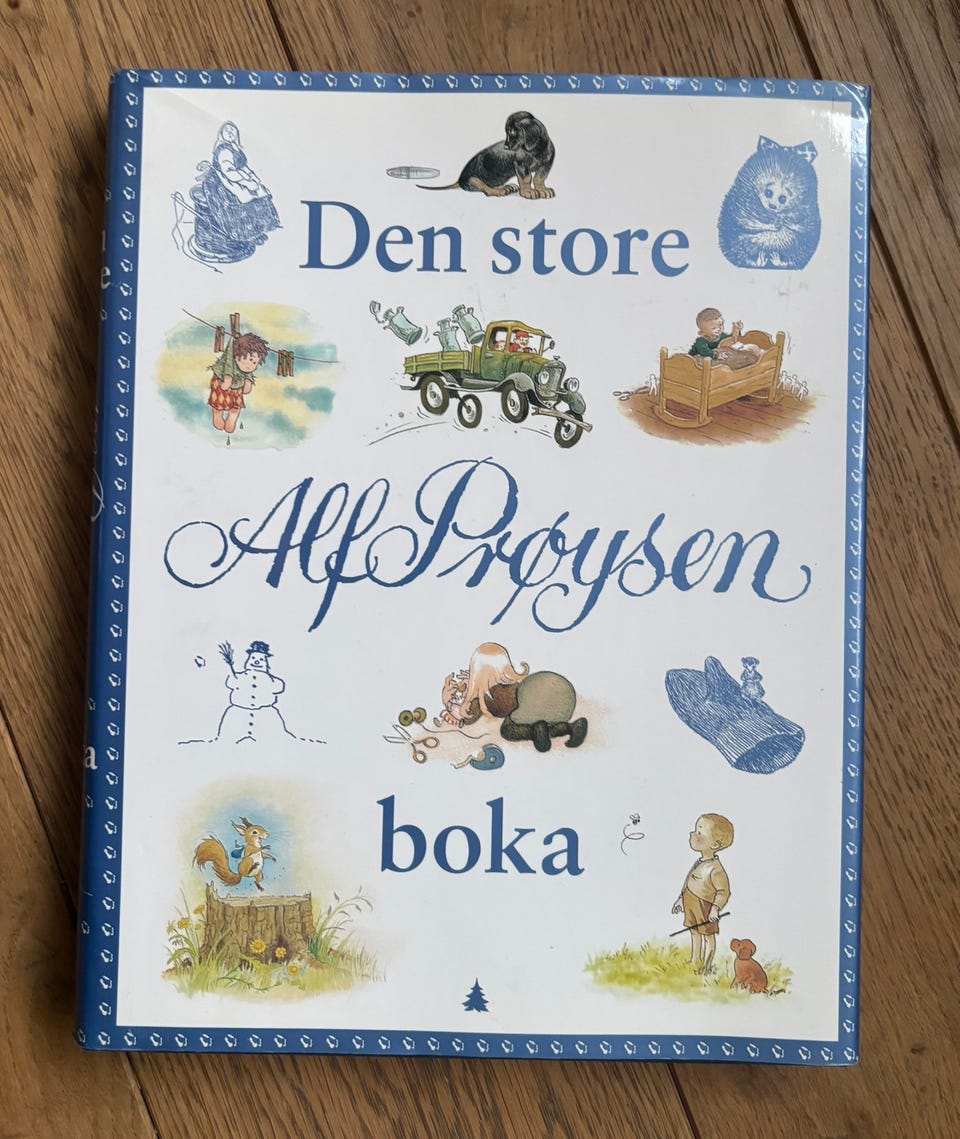 Den store
Alf Prøysen
boka